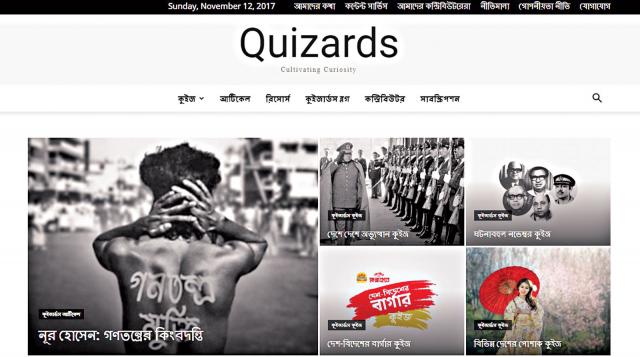 Sunday, November 12, 2017 আমাদের কথা কন্টেন্ট সার্ভিস আমাদের কন্ট্রিবিউটরেরা নীতিমালা গোপনীয়তা নীতি যোগাযোগ
Quizards
Cultivating Curiosity
কুইজ আর্টিকেল রিসোর্স কুইজার্ডস ব্লগ কন্ট্রিবিউটর সাবস্ক্রিপশন
গনতন্ত্র
মুক্তি
কুইজার্ডস আর্টিকেল
নূর হোসেন: গণতন্ত্রের কিংবদন্তি
কুইজার্ডস কুইজ
দেশে দেশে অভ্যুত্থান কুইজ
কুইজার্ডস কুইজ
ঘটনাবহুল নভেম্বর কুইজ
দেশ-বিদেশের
বার্গার
কুইজ
কুইজার্ডস কুইজ
দেশ-বিদেশের বার্গার কুইজ
কুইজার্ডস কুইজ
বিভিন্ন দেশের পোশাক কুইজ